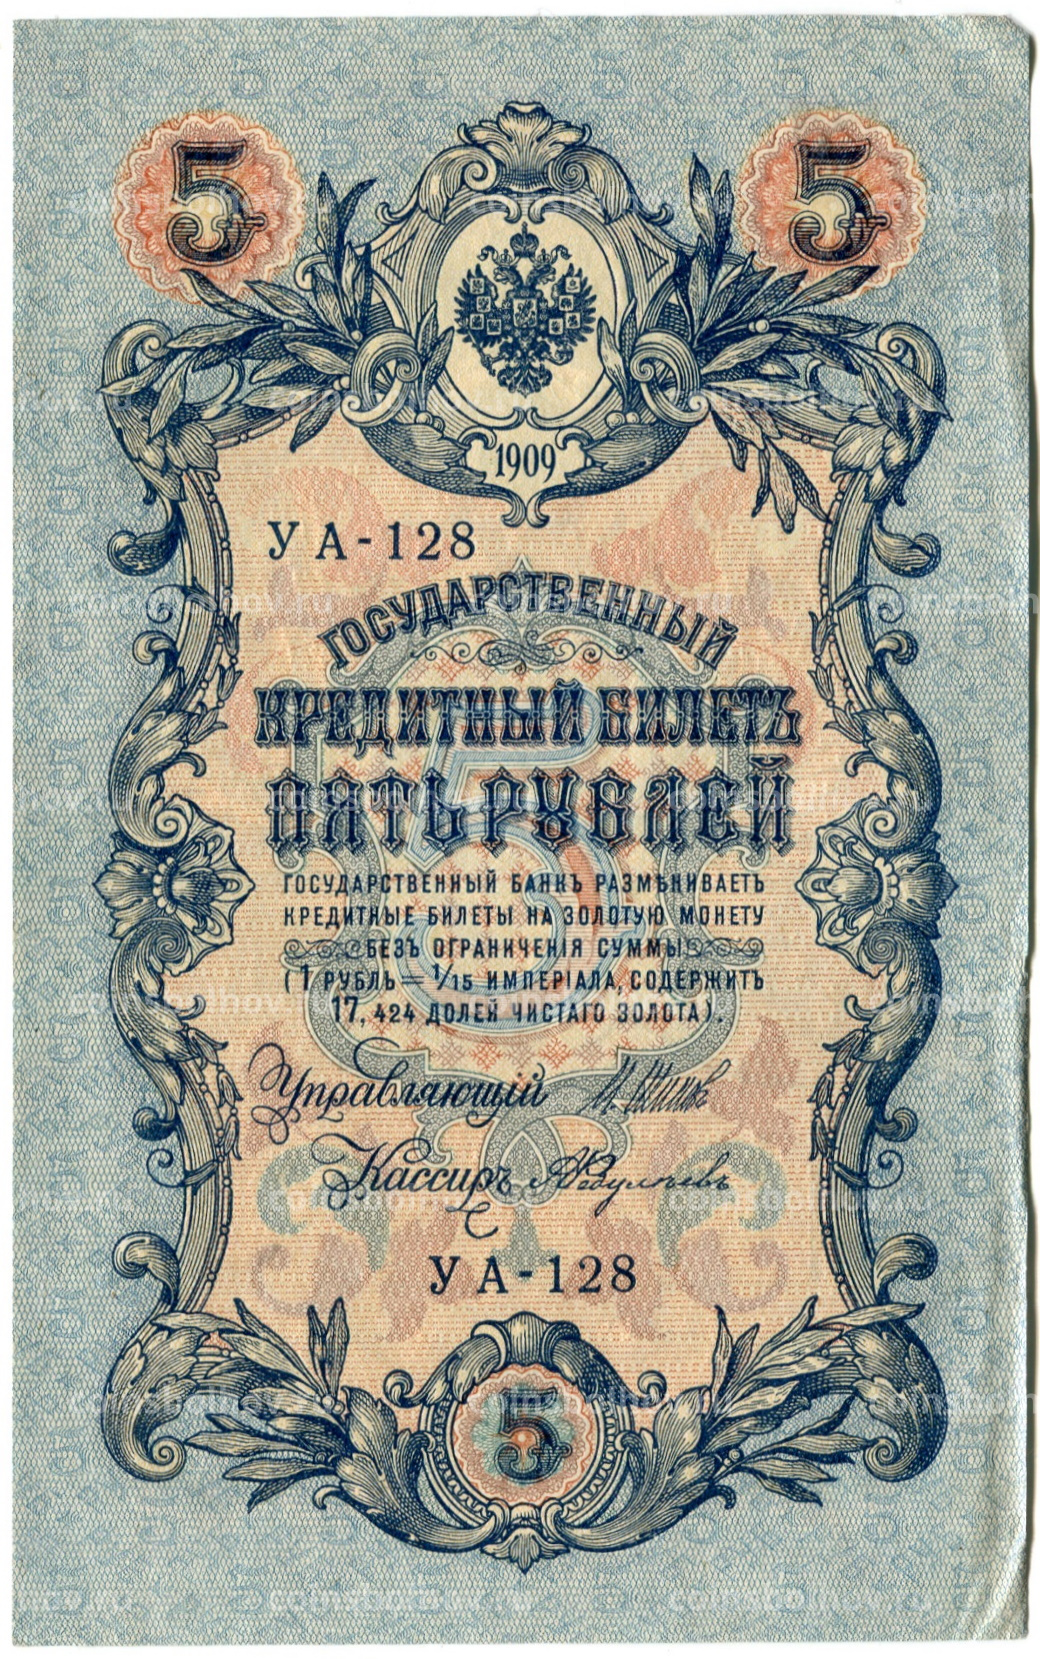 5 5
1909
УА-128
ГОСУДАРСТВЕННЫЙ
КРЕДИТНЫЙ БИЛЕТЪ
ПЯТЬ РУБЛЕЙ
ГОСУДАРСТВЕННЫЙ БАНКЪ РАЗМѢНИВАЕТЪ
КРЕДИТНЫЕ БИЛЕТЫ НА ЗОЛОТУЮ МОНЕТУ
БЕЗЪ ОГРАНИЧЕНІЯ СУММЫ
(1 РУБЛЬ = 1/15 ИМПЕРІАЛА, СОДЕРЖИТЪ
17,424 ДОЛЕЙ ЧИСТАГО ЗОЛОТА).
Управляющій
Кассиръ
УА-128
5